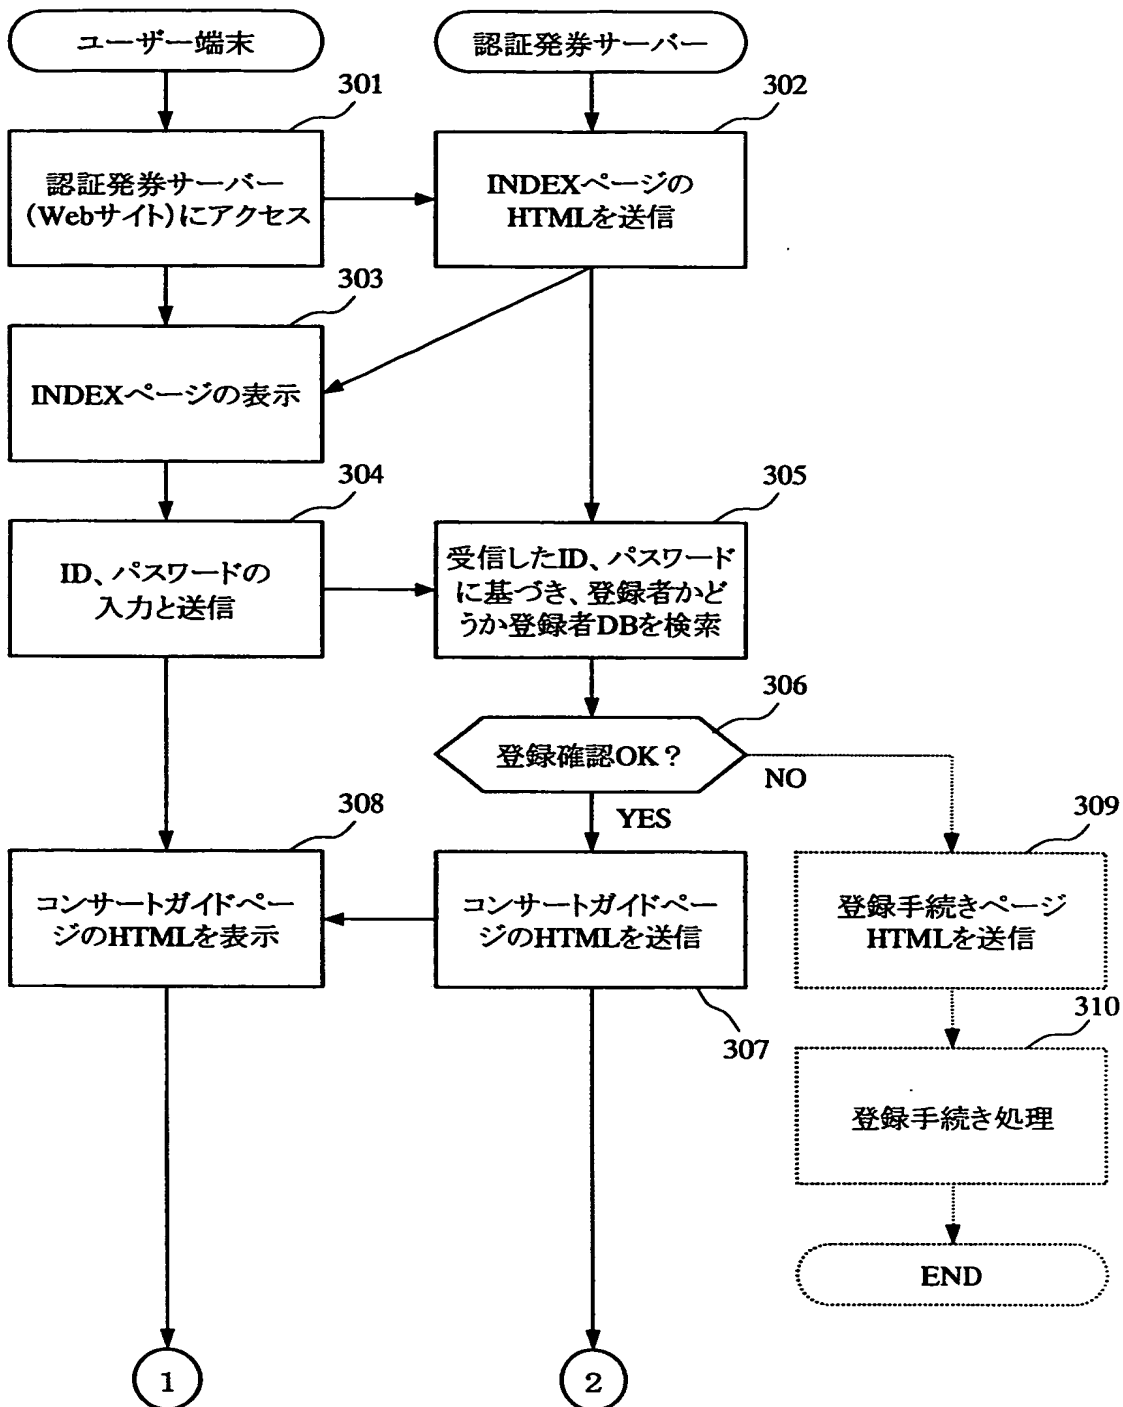 ユーザー端末
認証発券サーバー
301
302
認証発券サーバー
(Webサイト)にアクセス
INDEXページの
HTMLを送信
303
INDEXページの表示
304
305
ID、パスワードの
入力と送信
受信したID、パスワード
に基づき、登録者かど
うか登録者DBを検索
306
登録確認OK?
NO
YES
308
309
コンサートガイドペー
ジのHTMLを表示
コンサートガイドペー
ジのHTMLを送信
登録手続きページ
HTMLを送信
307
310
登録手続き処理
END
1
2